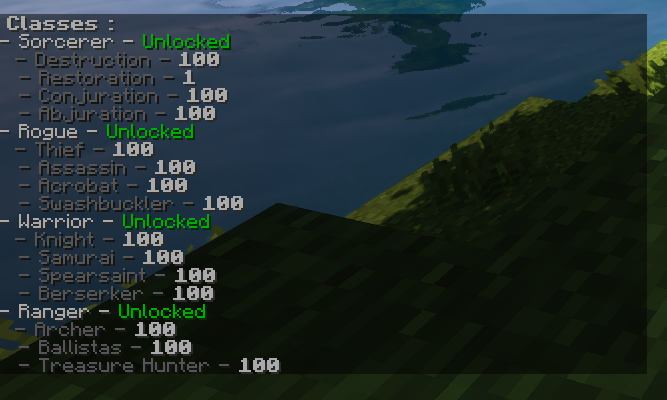 Classes :
- Sorcerer - Unlocked
- Destruction - 100
- Restoration - 1
- Conjuration - 100
- Abjuration - 100
- Rogue - Unlocked
- Thief - 100
- Assassin - 100
- Acrobat - 100
- Swashbuckler - 100
- Warrior - Unlocked
- Knight - 100
- Samurai - 100
- Spearsaint - 100
- Berserker - 100
- Ranger - Unlocked
- Archer - 100
- Ballistas - 100
- Treasure Hunter - 100